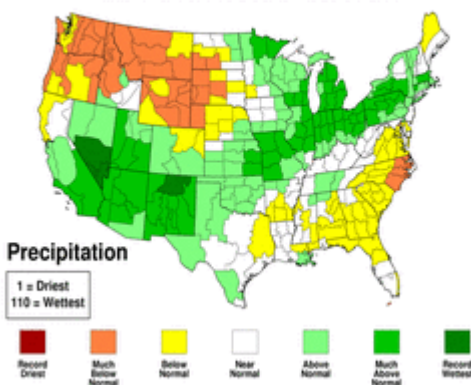 Precipitation
1 = Driest
110 = Wettest
Record Driest
Much Below Normal
Below Normal
Near Normal
Above Normal
Much Above Normal
Record Wettest